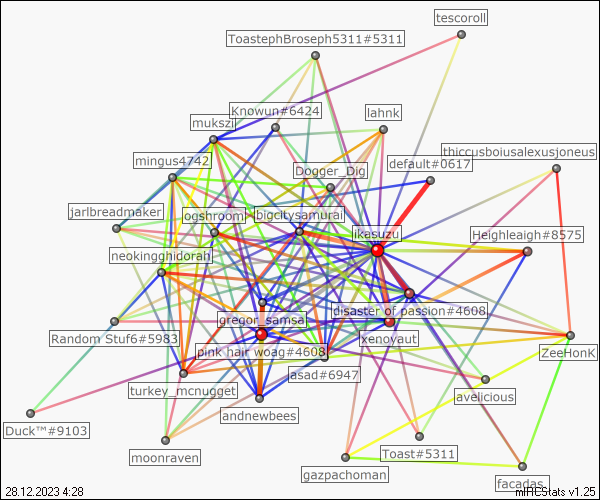 tescoroll
ToastephBroseph5311#5311
Knowun#6424
lahnk
mukszil
thiccusboiusalexusjoneus
mingus4742
default#0617
Dogger_Dig
jarlbreadmaker
ogshroom
bigcitysamurai
ikasuzu
Heighleaigh#8575
neokingghidorah
gregor_samsa
disaster of passion#4608
Random Stuf6#5983
xenoyaut
pink hair woag#4608
ZeeHonK
asad#6947
turkey_mcnugget
avelicious
andnewbees
Duck™#9103
moonraven
Toast#5311
gazpachoman
facadas_
28.12.2023 4:28
mIRCStats v1.25